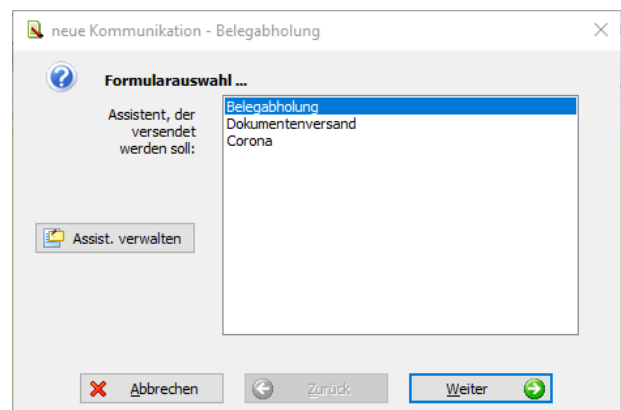 neue Kommunikation - Belegabholung
Formularauswahl ...
Assistent, der
versendet
werden soll:
Belegabholung
Dokumentenversand
Corona
Assist. verwalten
Abbrechen
Zurück
Weiter